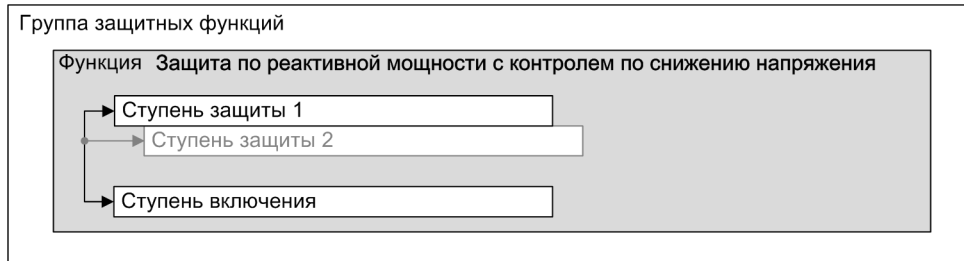 Группа защитных функций
Функция Защита по реактивной мощности с контролем по снижению напряжения
Ступень защиты 1
Ступень защиты 2
Ступень включения